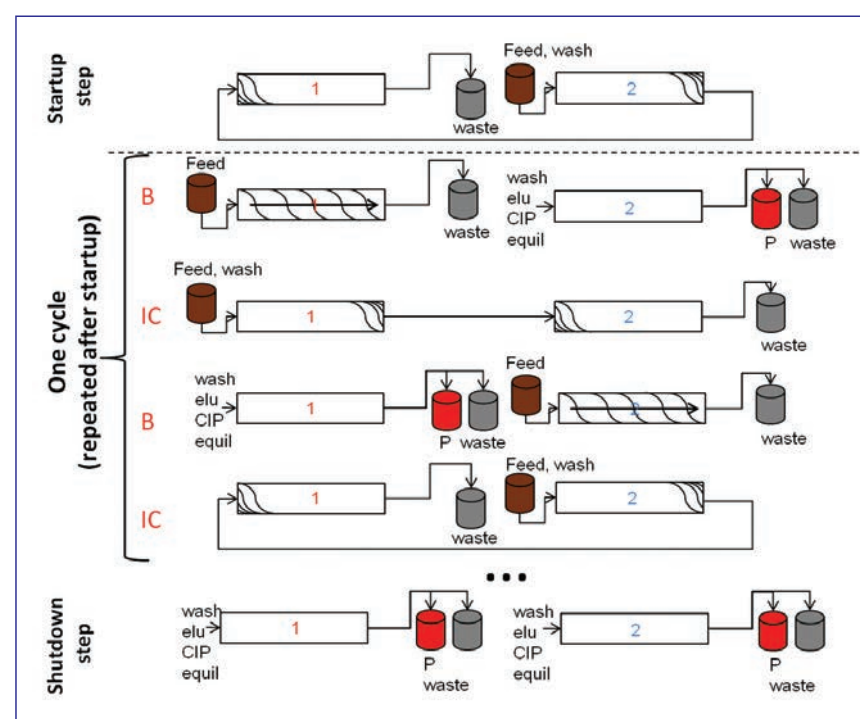 Startup
step
1
waste
Feed, wash
2
One cycle
(repeated after startup)
B
Feed
1
waste
wash
elu
CIP
equil
2
P waste
IC
Feed, wash
1
2
waste
B
wash
elu
CIP
equil
1
P waste
Feed
2
waste
IC
1
waste
Feed, wash
2
...
Shutdown
step
wash
elu
CIP
equil
1
P
waste
wash
elu
CIP
equil
2
P
waste